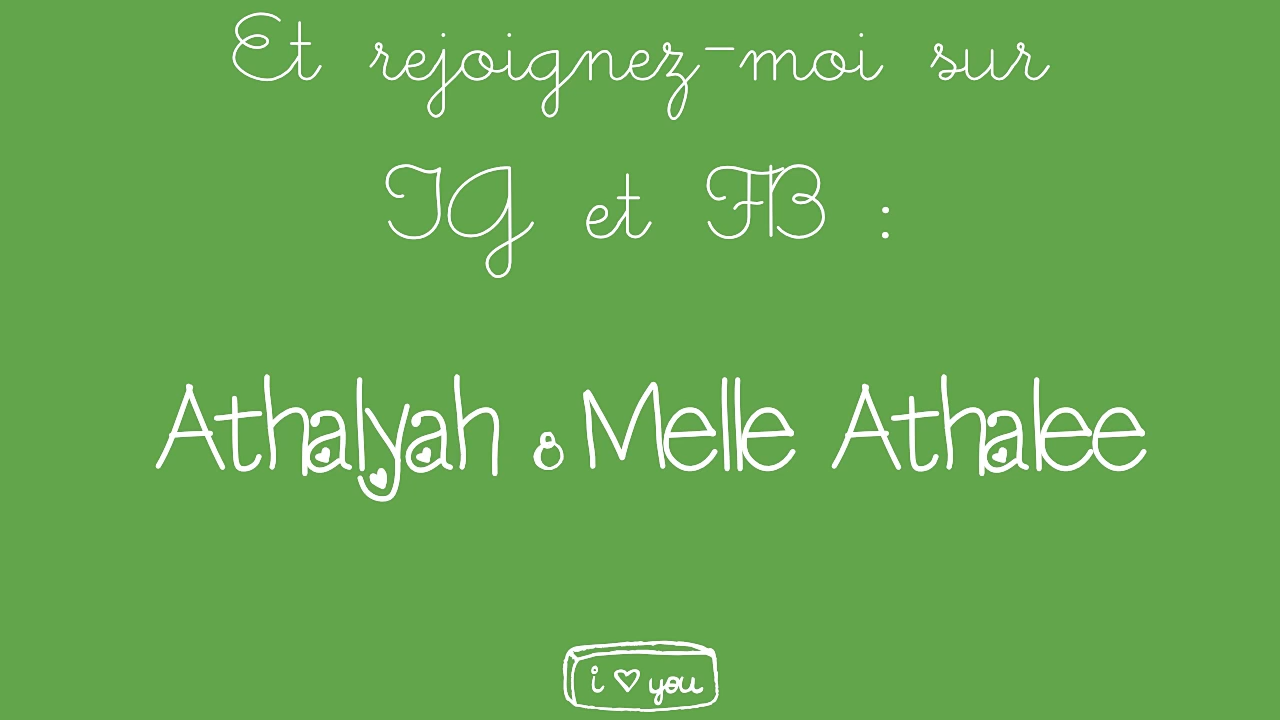 Et rejoignez-moi sur
IG et FB :
Athalyah & Melle Athalee
i ♡ you